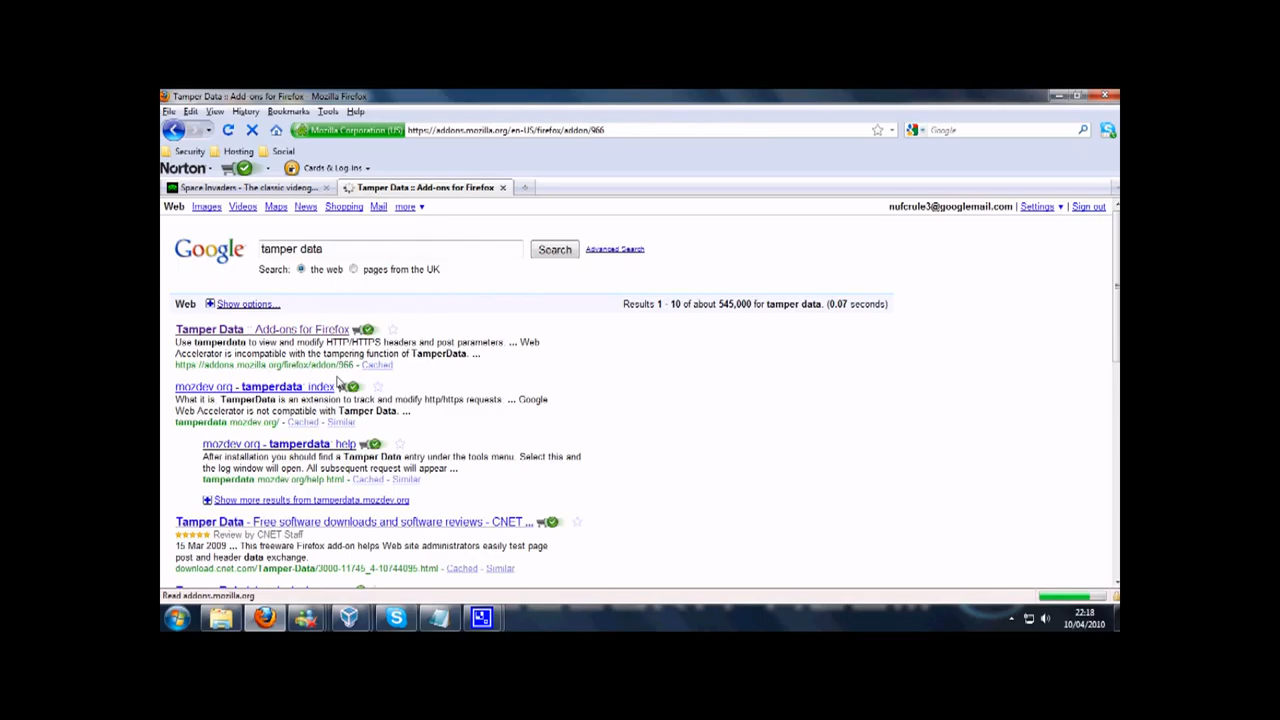 Tamper Data :: Add-ons for Firefox - Mozilla Firefox
File Edit View History Bookmarks Tools Help
Mozilla Corporation (US) https://addons.mozilla.org/en-US/firefox/addon/966 Google
Security Hosting Social
Norton Cards & Log-ins
Space Invaders - The classic videog... Tamper Data :: Add-ons for Firefox
Web Images Videos Maps News Shopping Mail more nufcrule3@googlemail.com | Settings | Sign out
Google tamper data Search Advanced Search
Search: the web pages from the UK
Web Show options... Results 1 - 10 of about 545,000 for tamper data. (0.07 seconds)
Tamper Data :: Add-ons for Firefox
Use tamperdata to view and modify HTTP/HTTPS headers and post parameters. ... Web
Accelerator is incompatible with the tampering function of TamperData. ...
https://addons.mozilla.org/firefox/addon/966 - Cached
mozdev.org - tamperdata: index
What it is. TamperData is an extension to track and modify http/https requests. ... Google
Web Accelerator is not compatible with Tamper Data. ...
tamperdata.mozdev.org/ - Cached - Similar
mozdev.org - tamperdata: help
After installation you should find a Tamper Data entry under the tools menu. Select this and
the log window will open. All subsequent request will appear ...
tamperdata.mozdev.org/help.html - Cached - Similar
Show more results from tamperdata.mozdev.org
Tamper Data - Free software downloads and software reviews - CNET ...
Review by CNET Staff
15 Mar 2009 ... This freeware Firefox add-on helps Web site administrators easily test page
post and header data exchange.
download.cnet.com/Tamper-Data/3000-11745_4-10744095.html - Cached - Similar
Read addons.mozilla.org
22:18
10/04/2010